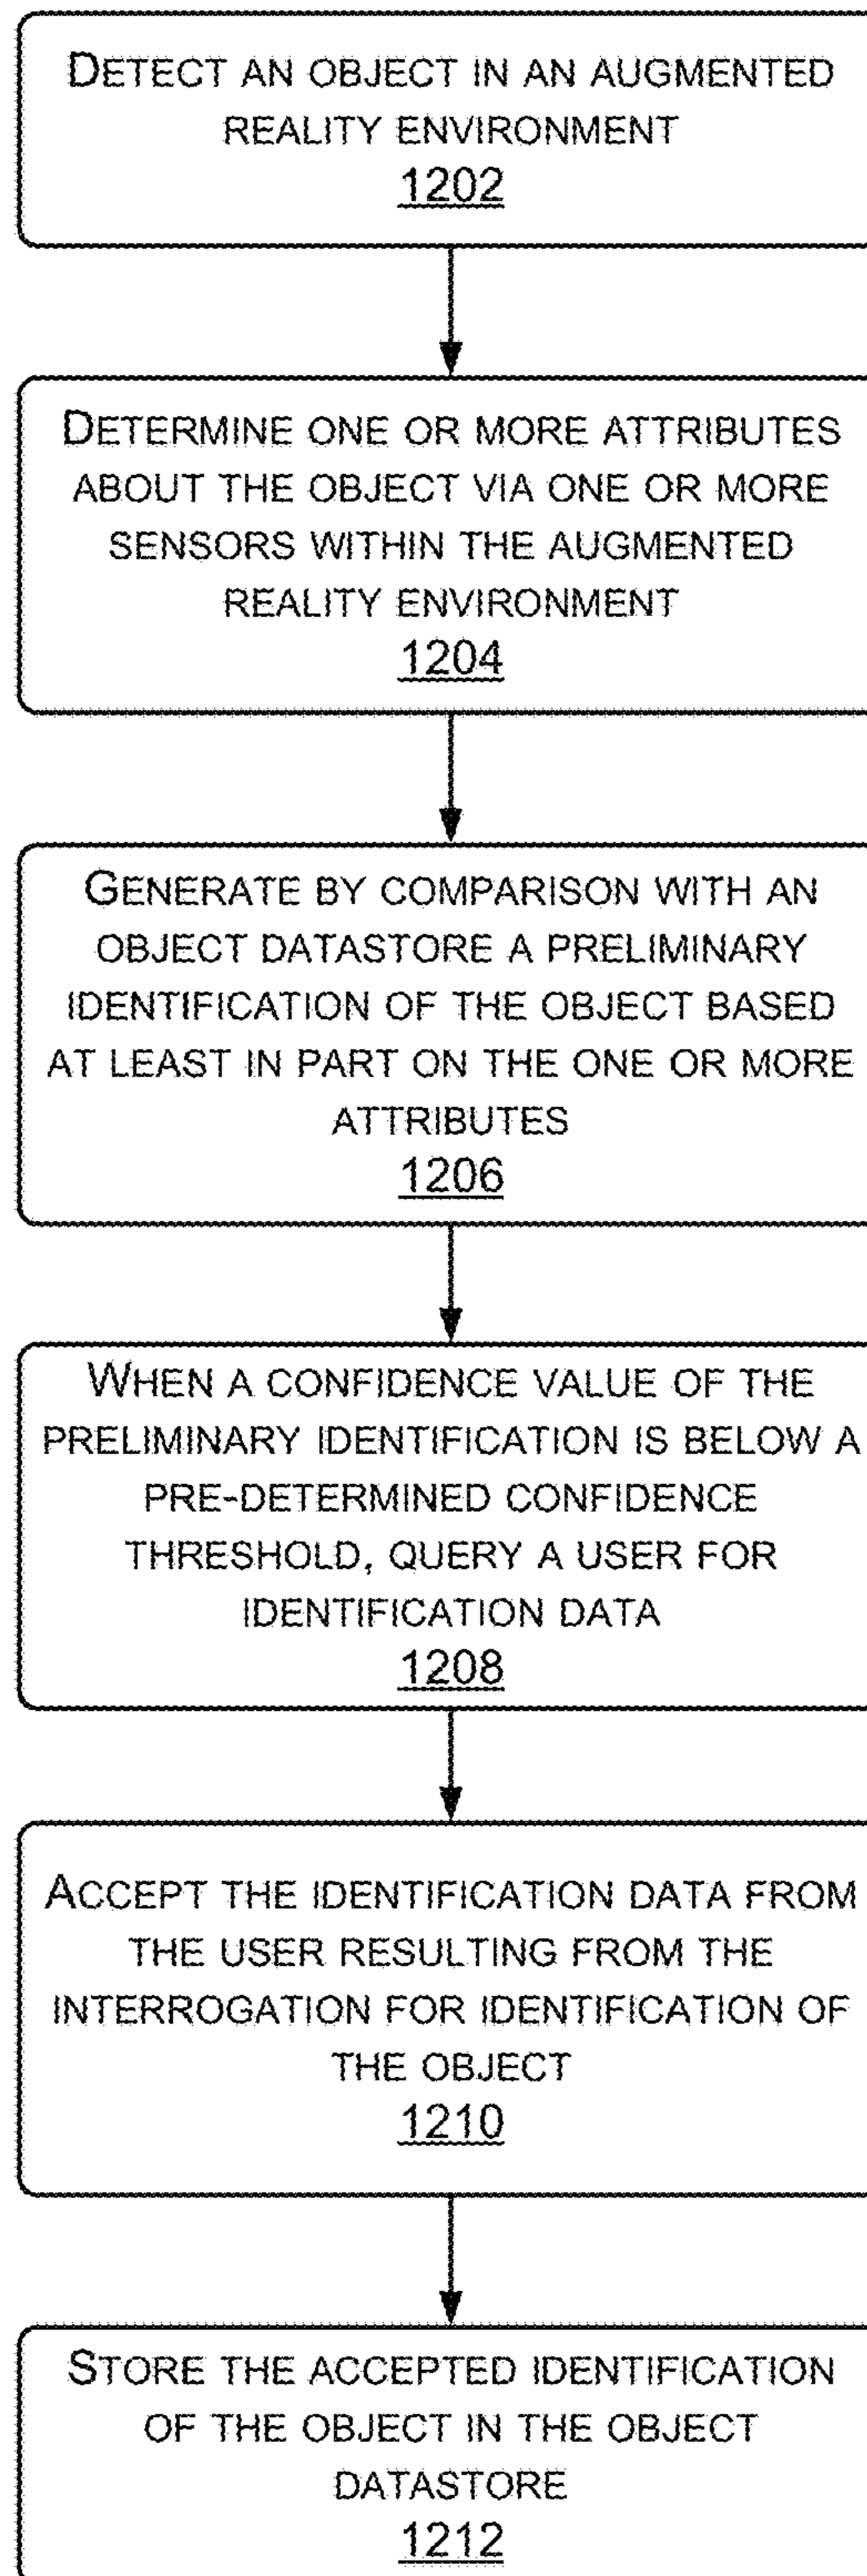 DETECT AN OBJECT IN AN AUGMENTED
REALITY ENVIRONMENT
1202
DETERMINE ONE OR MORE ATTRIBUTES
ABOUT THE OBJECT VIA ONE OR MORE
SENSORS WITHIN THE AUGMENTED
REALITY ENVIRONMENT
1204
GENERATE BY COMPARISON WITH AN
OBJECT DATASTORE A PRELIMINARY
IDENTIFICATION OF THE OBJECT BASED
AT LEAST IN PART ON THE ONE OR MORE
ATTRIBUTES
1206
WHEN A CONFIDENCE VALUE OF THE
PRELIMINARY IDENTIFICATION IS BELOW A
PRE-DETERMINED CONFIDENCE
THRESHOLD, QUERY A USER FOR
IDENTIFICATION DATA
1208
ACCEPT THE IDENTIFICATION DATA FROM
THE USER RESULTING FROM THE
INTERROGATION FOR IDENTIFICATION OF
THE OBJECT
1210
STORE THE ACCEPTED IDENTIFICATION
OF THE OBJECT IN THE OBJECT
DATASTORE
1212